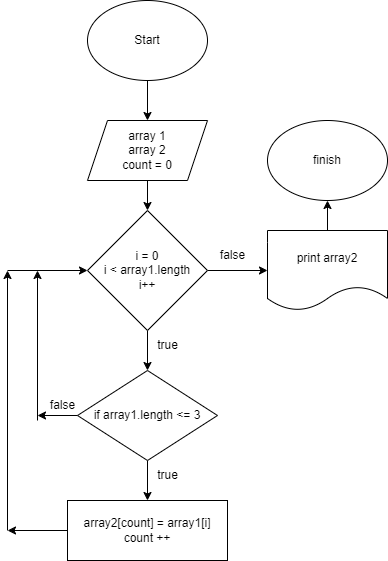 Start
array 1
array 2
count = 0
i = 0
i < array1.length
i++
false
print array2
finish
true
if array1.length <= 3
false
true
array2[count] = array1[i]
count ++